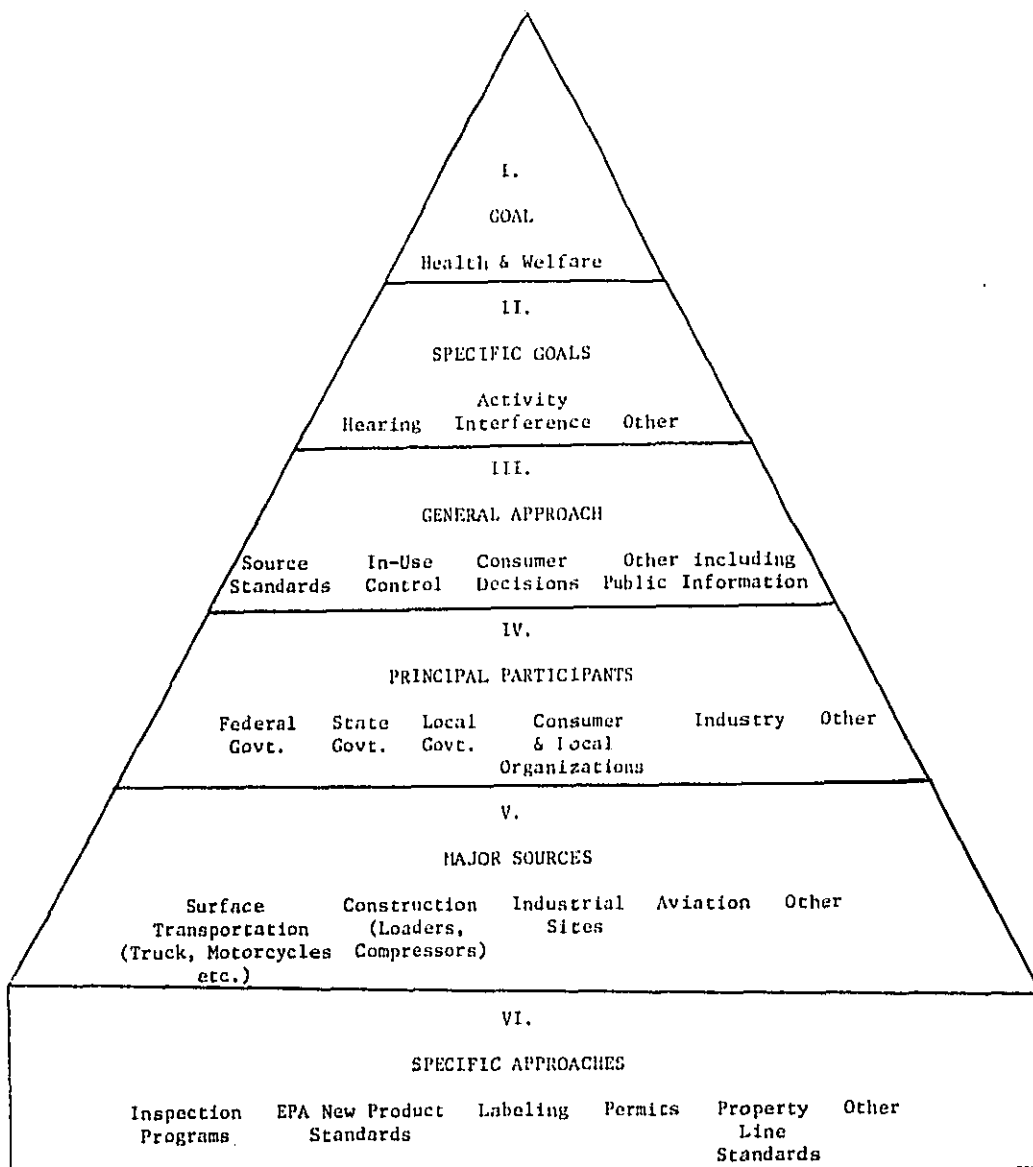 I.
GOAL
Health & Welfare
II.
SPECIFIC GOALS
Activity
Hearing Interference Other
III.
GENERAL APPROACH
Source In-Use Consumer Other including
Standards Control Decisions Public Information
IV.
PRINCIPAL PARTICIPANTS
Federal State Local Consumer Industry Other
Govt. Govt. Govt. & Local
Organizations
V.
MAJOR SOURCES
Surface Construction Industrial Aviation Other
Transportation (Loaders, Sites
(Truck, Motorcycles Compressors)
etc.)
VI.
SPECIFIC APPROACHES
Inspection EPA New Product Labeling Permits Property Other
Programs Standards Line
Standards